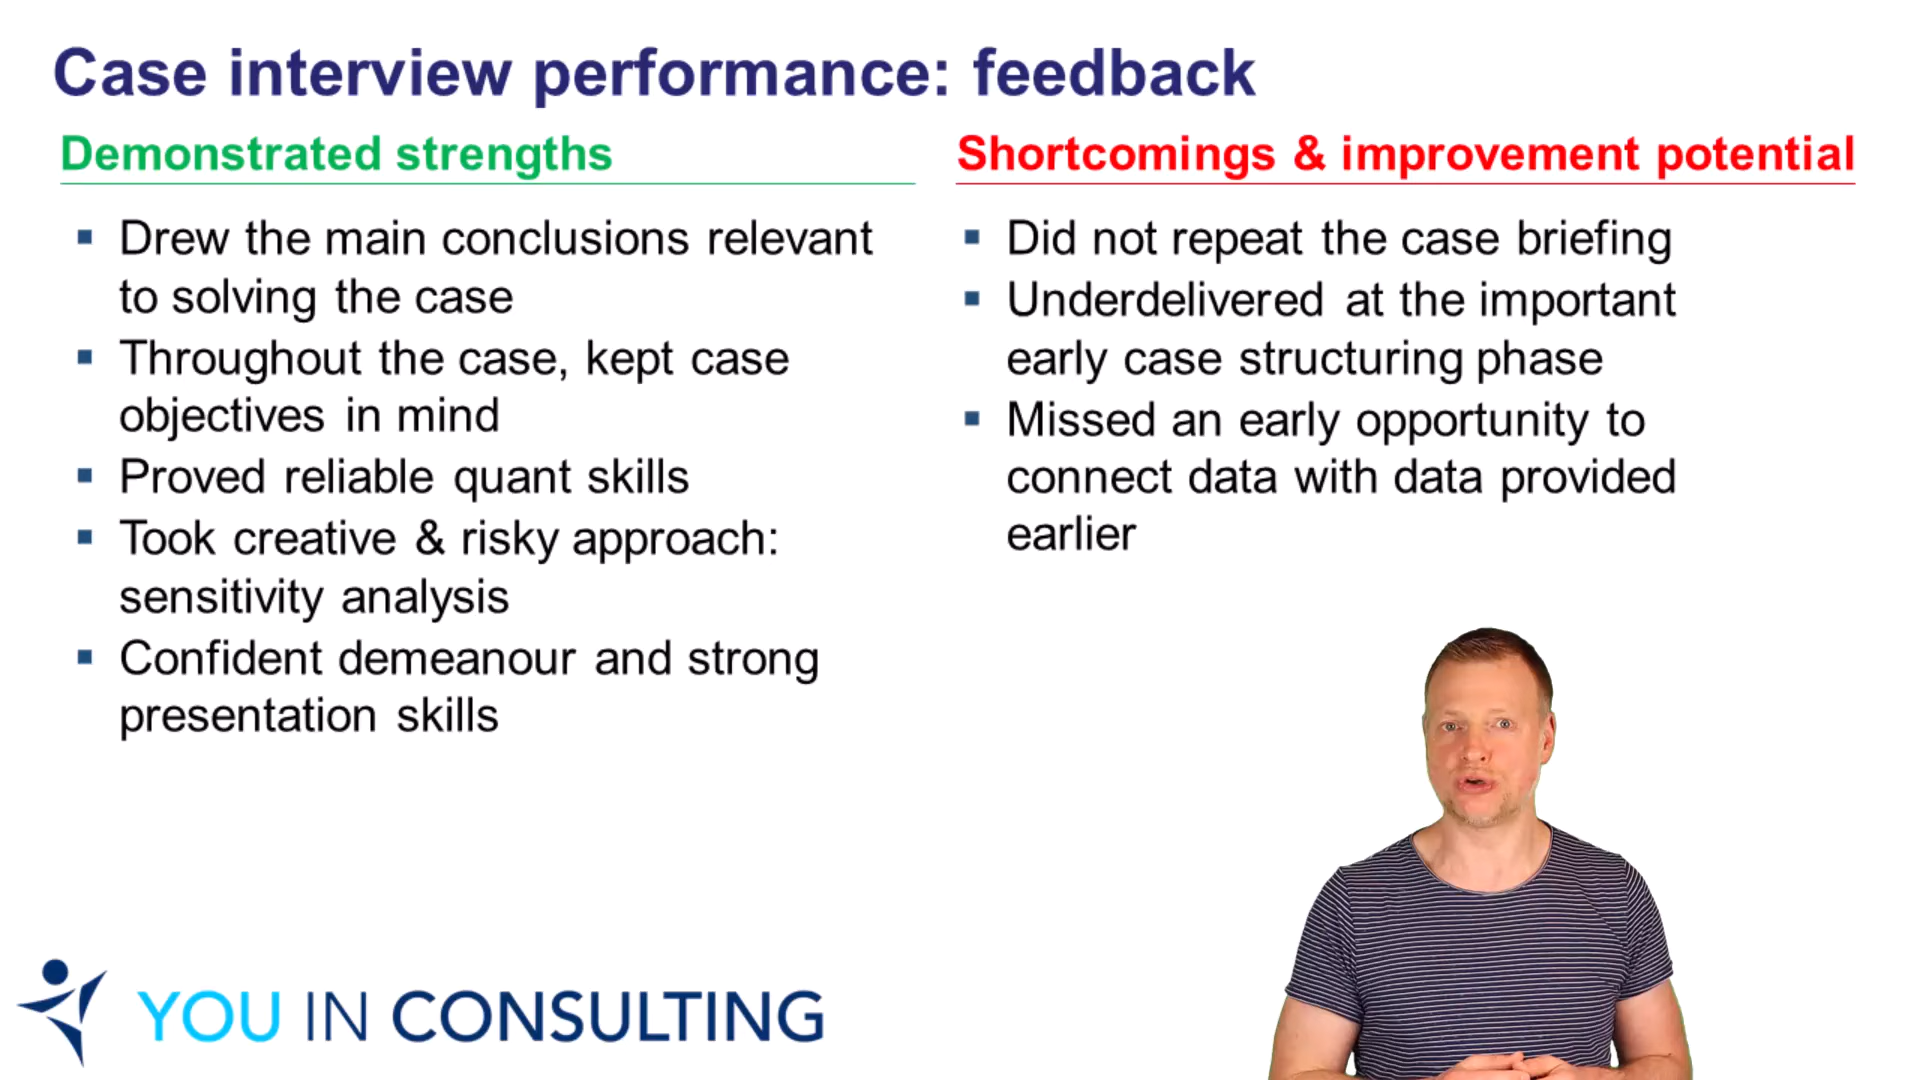 Case interview performance: feedback
Demonstrated strengths
Drew the main conclusions relevant
to solving the case
Throughout the case, kept case
objectives in mind
Proved reliable quant skills
Took creative & risky approach:
sensitivity analysis
Confident demeanour and strong
presentation skills
Shortcomings & improvement potential
Did not repeat the case briefing
Underdelivered at the important
early case structuring phase
Missed an early opportunity to
connect data with data provided
earlier
YOU IN CONSULTING